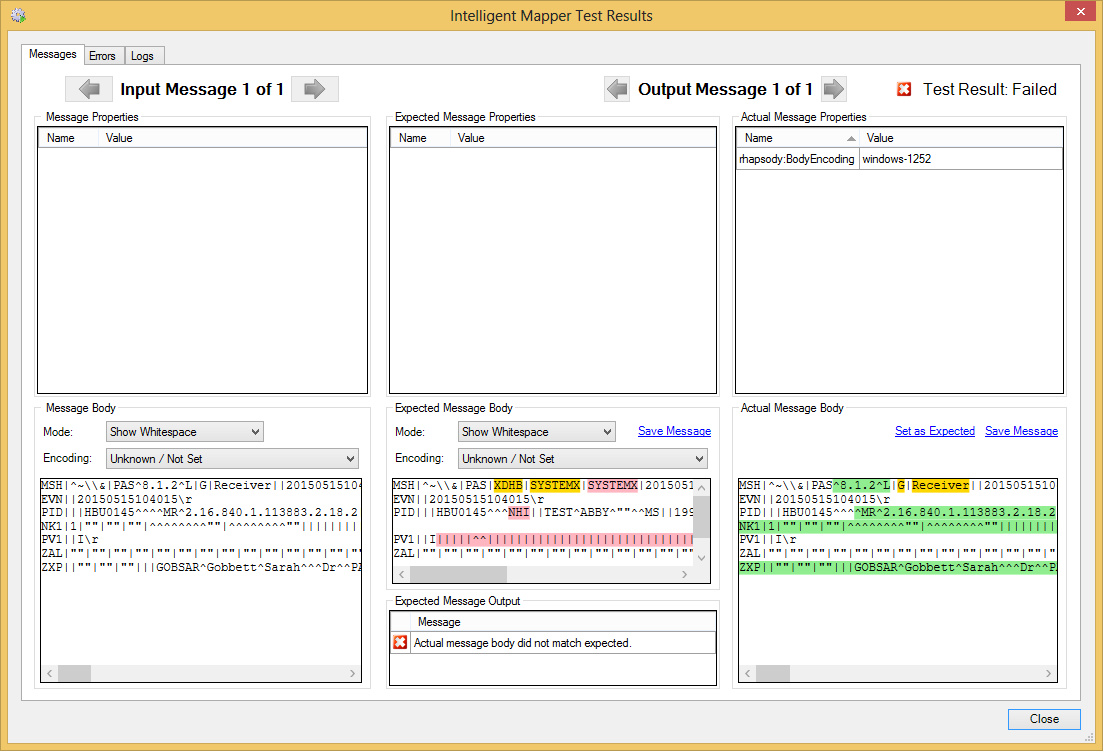 Intelligent Mapper Test Results
Messages Errors Logs
Input Message 1 of 1
Output Message 1 of 1
Test Result: Failed
Message Properties
Name Value
Expected Message Properties
Name Value
Actual Message Properties
Name Value
rhapsody:BodyEncoding windows-1252
Message Body
Mode: Show Whitespace
Encoding: Unknown / Not Set
MSH|^~\\&|PAS^8.1.2^L|G|Receiver||2015051510
EVN||20150515104015\r
PID|||HBU0145^^^^MR^2.16.840.1.113883.2.18.2
NK1|1|""|""|""|^^^^^^^^""|^^^^^^^^""||||||||
PV1||I\r
ZAL|""|""|""|""|""|""|""|""|""|""|""|""|""
ZXP||""|""|""|||GOBSAR^Gobbett^Sarah^^^Dr^^P
Expected Message Body
Mode: Show Whitespace
Save Message
Encoding: Unknown / Not Set
MSH|^~\\&|PAS|XDHB|SYSTEMX|SYSTEMX|2015051
EVN||20150515104015\r
PID|||HBU0145^^^NHI||TEST^ABBY^""^^MS||199
PV1||I|||||^^|||||||||||||||||||||||||||||
ZAL|""|""|""|""|""|""|""|""|""|""|""|""
Expected Message Output
Message
Actual message body did not match expected.
Actual Message Body
Set as Expected Save Message
MSH|^~\\&|PAS^8.1.2^L|G|Receiver||201505151
EVN||20150515104015\r
PID|||HBU0145^^^^MR^2.16.840.1.113883.2.18.2
NK1|1|""|""|""|^^^^^^^^""|^^^^^^^^""||||||||
PV1||I\r
ZAL|""|""|""|""|""|""|""|""|""|""|""|""|""
ZXP||""|""|""|||GOBSAR^Gobbett^Sarah^^^Dr^^P
Close